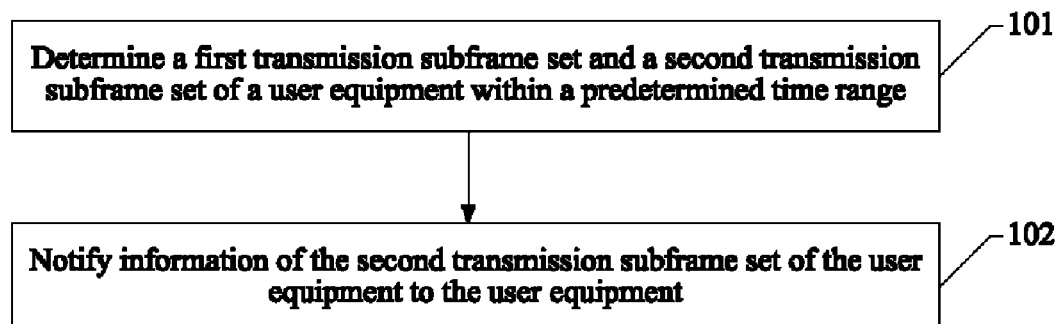 101
Determine a first transmission subframe set and a second transmission
subframe set of a user equipment within a predetermined time range
102
Notify information of the second transmission subframe set of the user
equipment to the user equipment